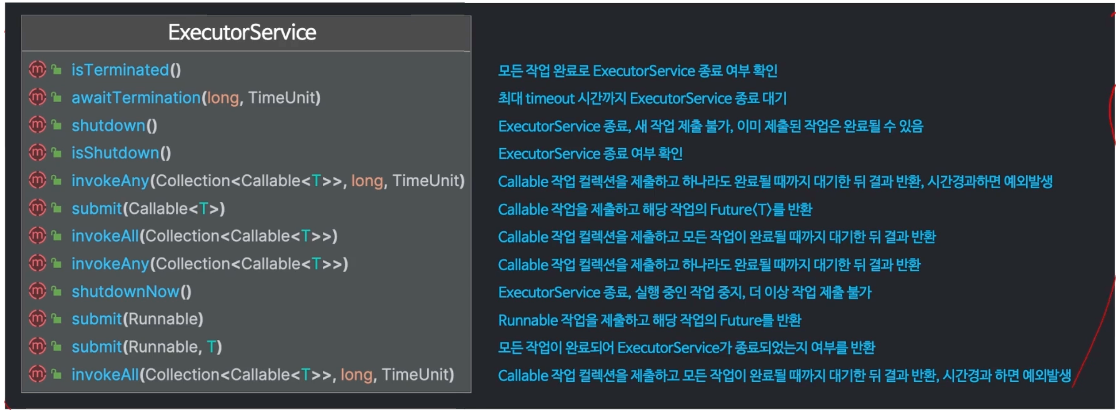 ExecutorService
isTerminated() 모든 작업 완료로 ExecutorService 종료 여부 확인
awaitTermination(long, TimeUnit) 최대 timeout 시간까지 ExecutorService 종료 대기
shutdown() ExecutorService 종료, 새 작업 제출 불가, 이미 제출된 작업은 완료될 수 있음
isShutdown() ExecutorService 종료 여부 확인
invokeAny(Collection<Callable<T>>, long, TimeUnit) Callable 작업 컬렉션을 제출하고 하나라도 완료될 때까지 대기한 뒤 결과 반환, 시간경과하면 예외발생
submit(Callable<T>) Callable 작업을 제출하고 해당 작업의 Future<T>를 반환
invokeAll(Collection<Callable<T>>) Callable 작업 컬렉션을 제출하고 모든 작업이 완료될 때까지 대기한 뒤 결과 반환
invokeAny(Collection<Callable<T>>) Callable 작업 컬렉션을 제출하고 하나라도 완료될 때까지 대기한 뒤 결과 반환
shutdownNow() ExecutorService 종료, 실행 중인 작업 중지, 더 이상 작업 제출 불가
submit(Runnable) Runnable 작업을 제출하고 해당 작업의 Future를 반환
submit(Runnable, T) 모든 작업이 완료되어 ExecutorService가 종료되었는지 여부를 반환
invokeAll(Collection<Callable<T>>, long, TimeUnit) Callable 작업 컬렉션을 제출하고 모든 작업이 완료될 때까지 대기한 뒤 결과 반환, 시간경과 하면 예외발생